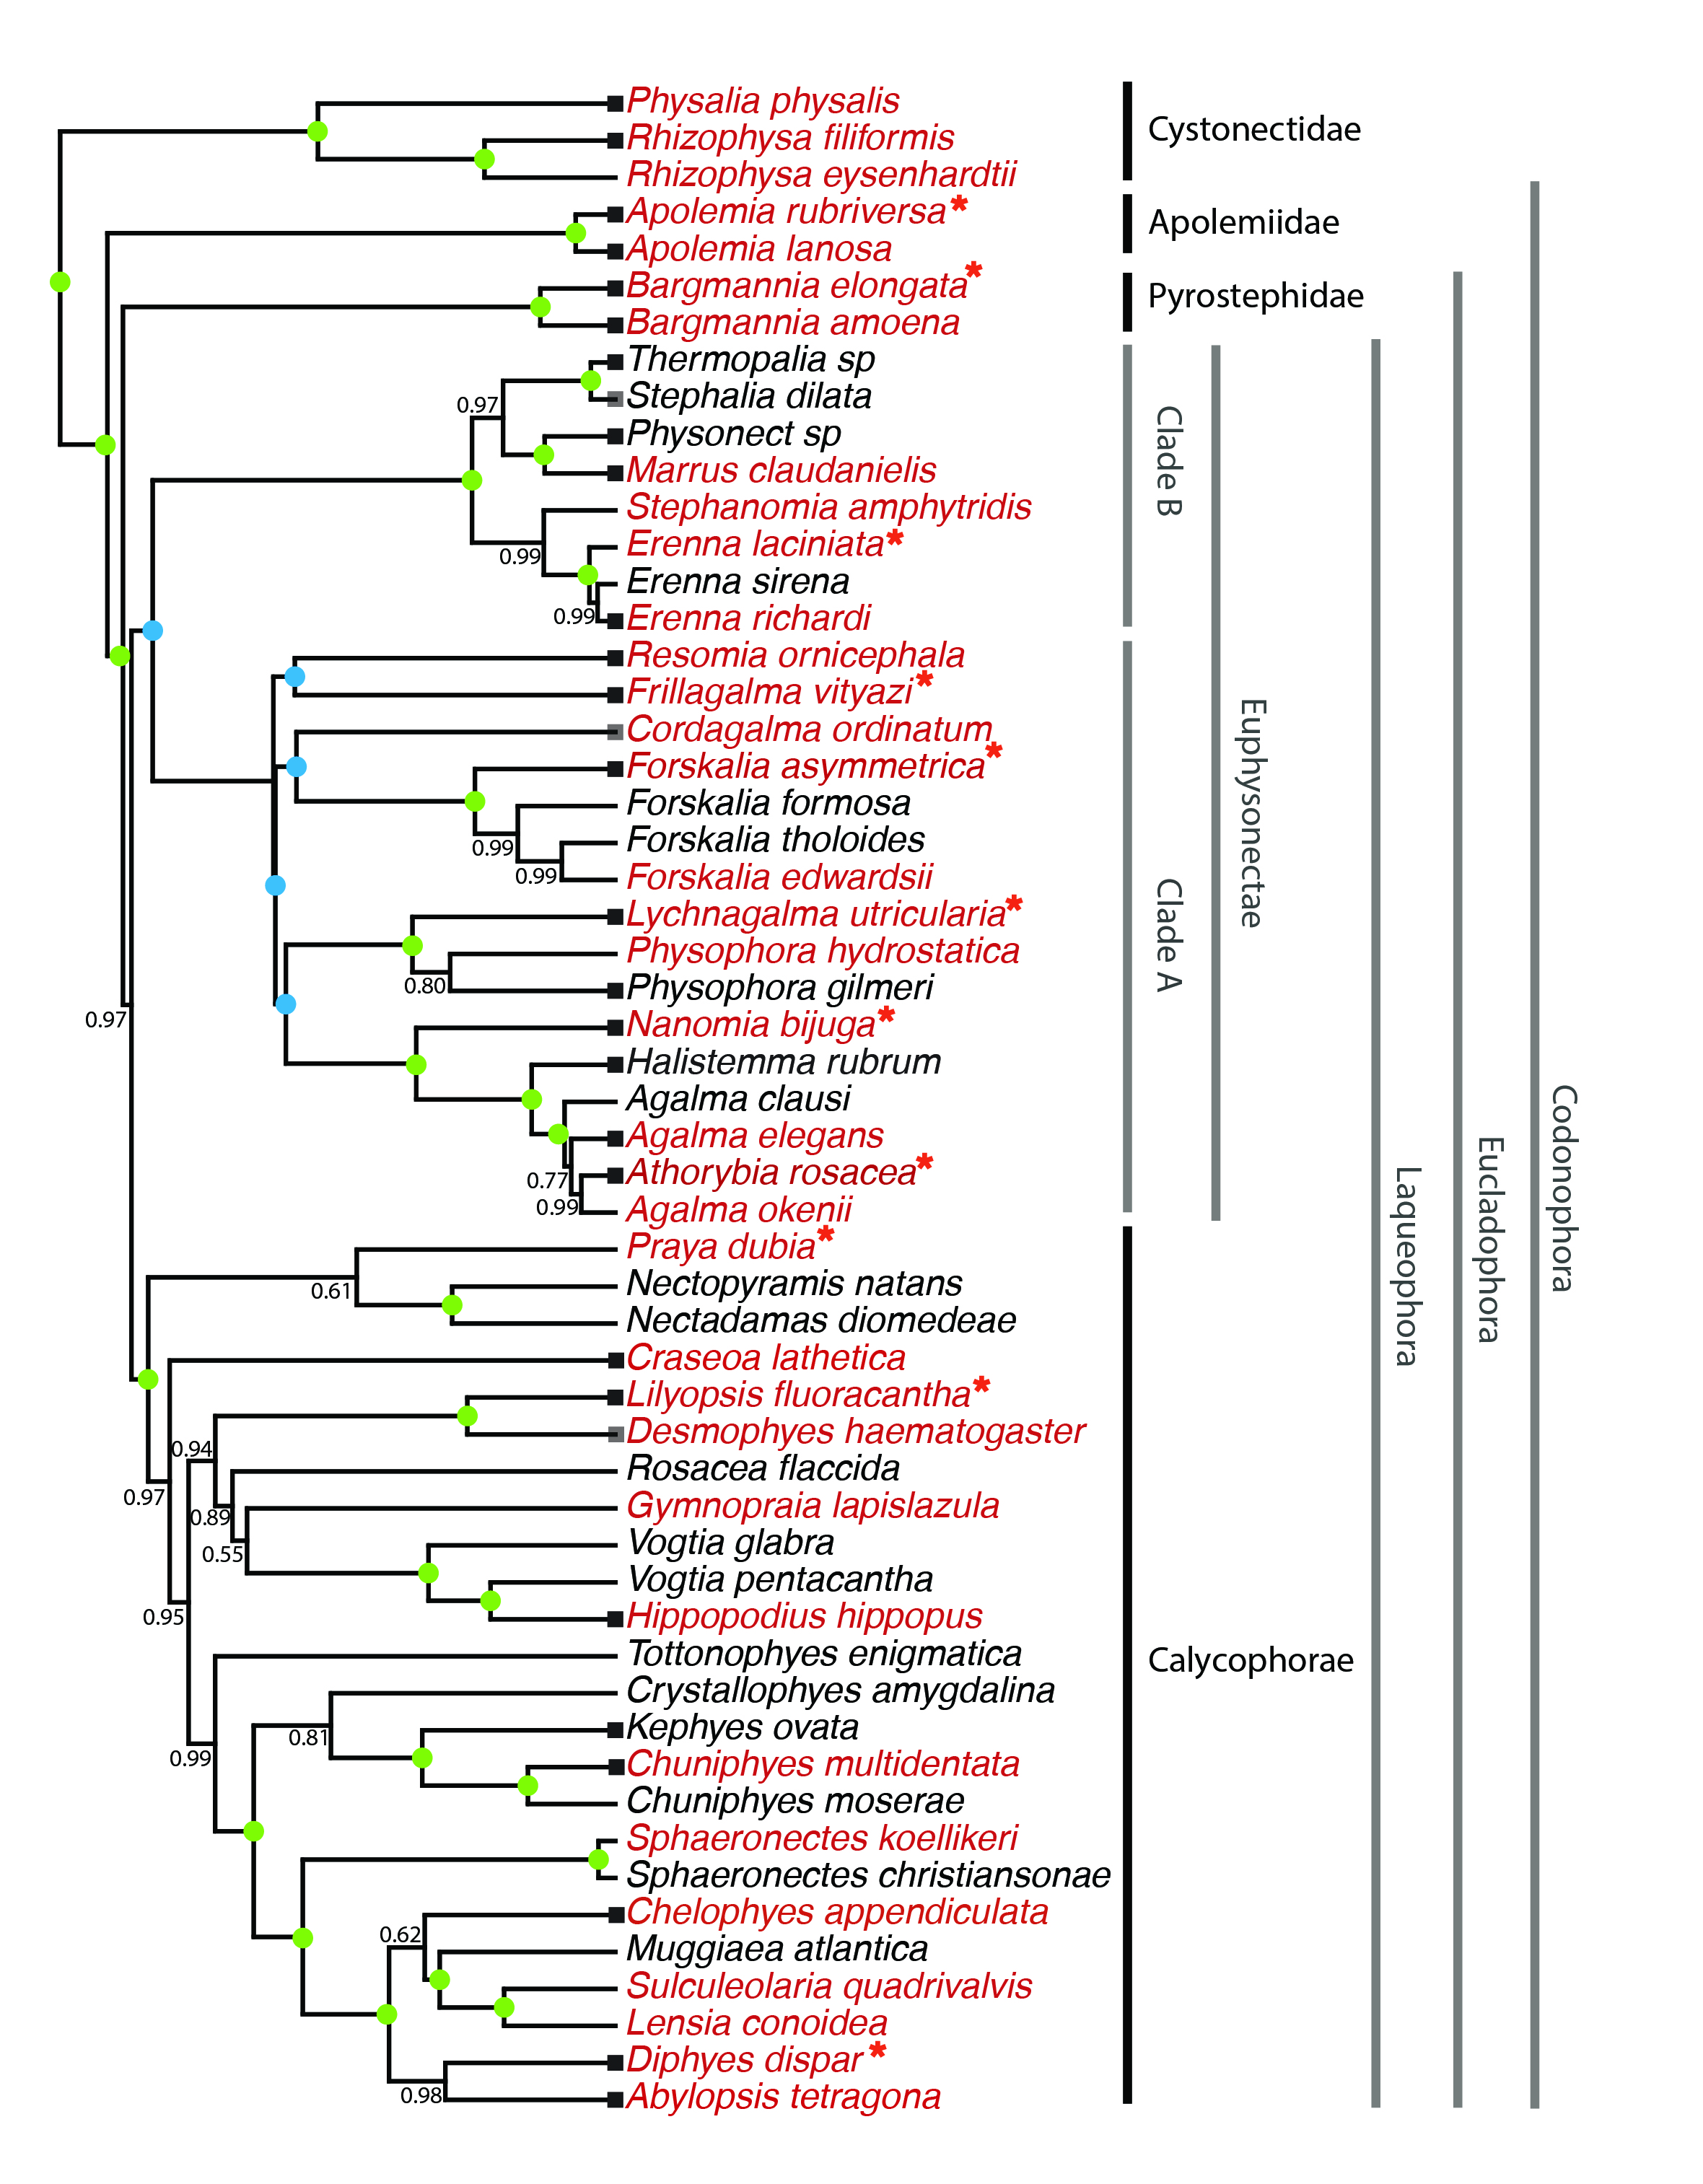 Physalia physalis
Rhizophysa filiformis
Cystonectidae
Rhizophysa eysenhardtii
Apolemia rubriversa*
Apolemiidae
Apolemia lanosa
Bargmannia elongata*
Pyrostephidae
Bargmannia amoena
Thermopalia sp
Stephalia dilata
0.97
Physonect sp
Marrus claudanielis
Clade B
Stephanomia amphytridis
Erenna laciniata*
0.99
Erenna sirena
0.99
Erenna richardi
Resomia ornicephala
Frillagalma vityazi*
Cordagalma ordinatum
Forskalia asymmetrica*
Euphysonectae
Forskalia formosa
Forskalia tholoides
0.99
Forskalia edwardsii
0.99
Lychnagalma utricularia*
Clade A
Physophora hydrostatica
Physophora gilmeri
0.80
Nanomia bijuga*
0.97
Halistemma rubrum
Agalma clausi
Agalma elegans
Athorybia rosacea*
0.77
Agalma okenii
0.99
Codonophora
Eucladophora
Laqueophora
Praya dubia*
Nectopyramis natans
0.61
Nectadamas diomedeae
Craseoa lathetica
Lilyopsis fluoracantha*
Desmophyes haematogaster
0.94
Rosacea flaccida
0.97
Gymnopraia lapislazula
0.89
Vogtia glabra
0.55
Vogtia pentacantha
Hippopodius hippopus
0.95
Tottonophyes enigmatica
Calycophorae
Crystallophyes amygdalina
Kephyes ovata
0.81
Chuniphyes multidentata
0.99
Chuniphyes moserae
Sphaeronectes koellikeri
Sphaeronectes christiansonae
Chelophyes appendiculata
0.62
Muggiaea atlantica
Sulculeolaria quadrivalvis
Lensia conoidea
Diphyes dispar*
Abylopsis tetragona
0.98